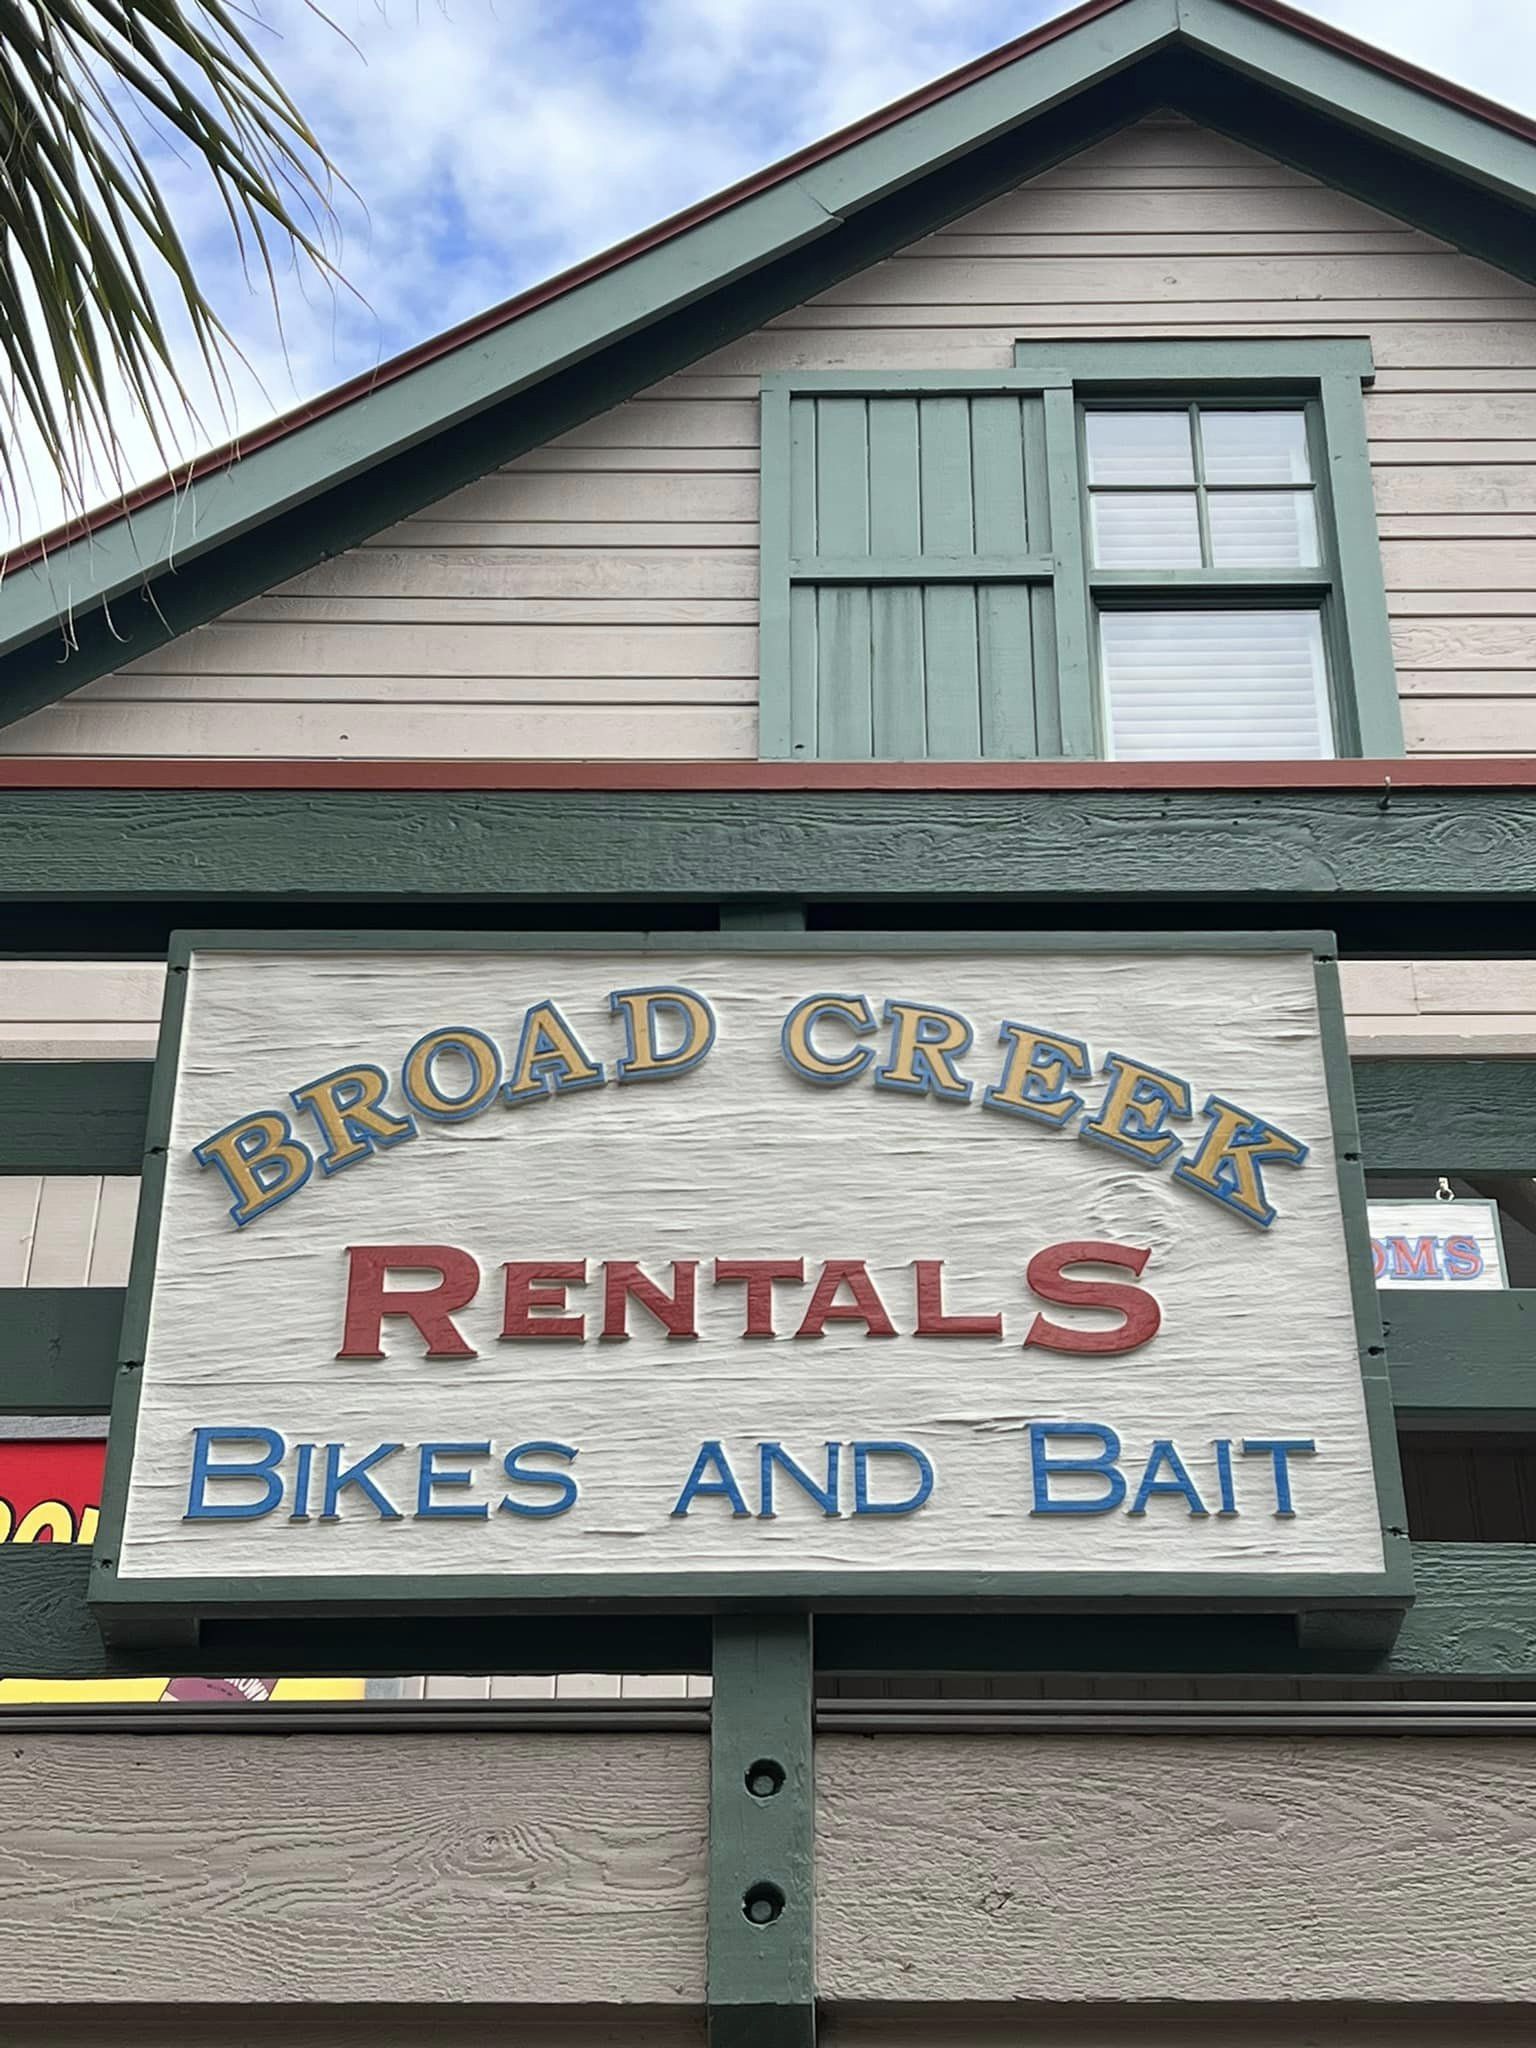 BROAD CREEK
RENTALS
BIKES AND BAIT